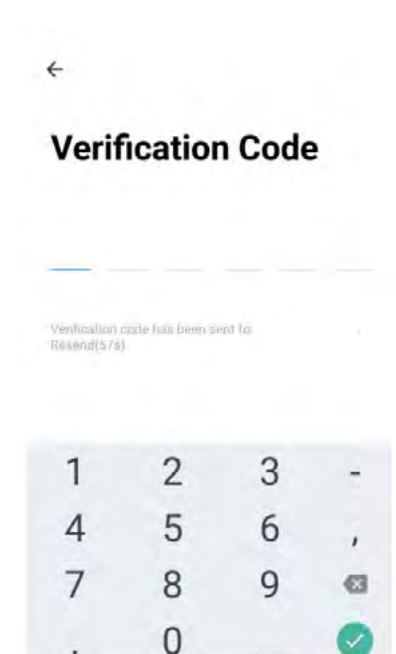 Verification Code
Verification code has been sent to:
Resend(57s)
1 2 3 -
4 5 6 ,
7 8 9
. 0